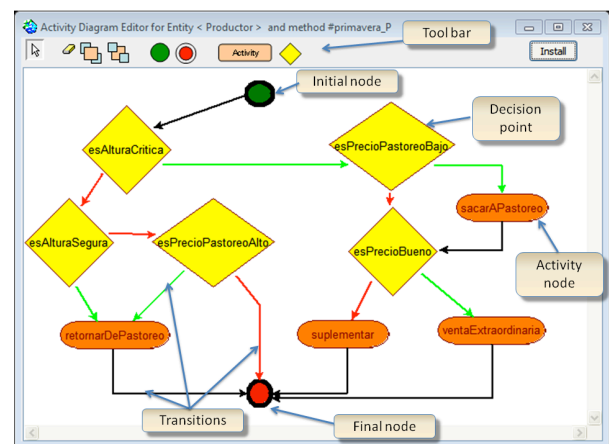 Activity Diagram Editor for Entity < Productor > and method #primavera_P
Tool bar
Activity
Install
Initial node
Decision
point
esAlturaCritica
esPrecioPastoreoBajo
sacarAPastoreo
esAlturaSegura
esPrecioPastoreoAlto
esPrecioBueno
Activity
node
retornarDePastoreo
suplementar
ventaExtraordinaria
Transitions
Final node